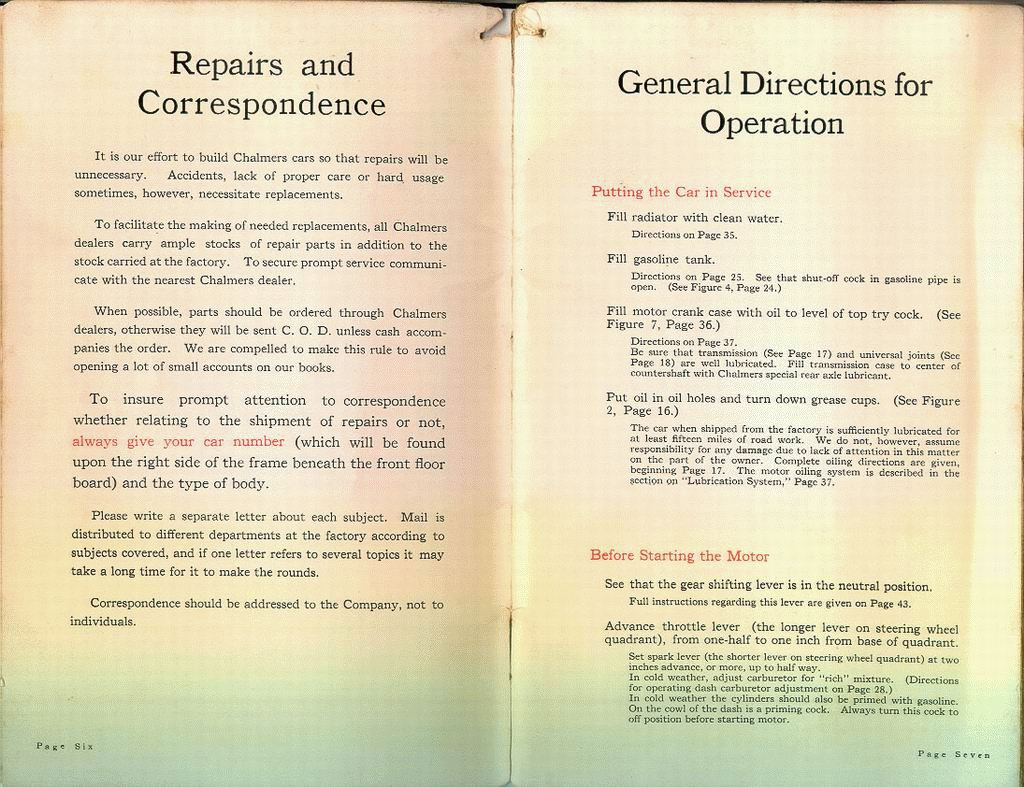 Repairs and
Correspondence
It is our effort to build Chalmers cars so that repairs will be
unnecessary. Accidents, lack of proper care or hard usage
sometimes, however, necessitate replacements.
To facilitate the making of needed replacements, all Chalmers
dealers carry ample stocks of repair parts in addition to the
stock carried at the factory. To secure prompt service communi-
cate with the nearest Chalmers dealer.
When possible, parts should be ordered through Chalmers
dealers, otherwise they will be sent C. O. D. unless cash accom-
panies the order. We are compelled to make this rule to avoid
opening a lot of small accounts on our books.
To insure prompt attention to correspondence
whether relating to the shipment of repairs or not,
always give your car number (which will be found
upon the right side of the frame beneath the front floor
board) and the type of body.
Please write a separate letter about each subject. Mail is
distributed to different departments at the factory according to
subjects covered, and if one letter refers to several topics it may
take a long time for it to make the rounds.
Correspondence should be addressed to the Company, not to
individuals.
Page Six
General Directions for
Operation
Putting the Car in Service
Fill radiator with clean water.
Directions on Page 35.
Fill gasoline tank.
Directions on Page 25. See that shut-off cock in gasoline pipe is
open. (See Figure 4, Page 24.)
Fill motor crank case with oil to level of top try cock. (See
Figure 7, Page 36.)
Directions on Page 37.
Be sure that transmission (See Page 17) and universal joints (See
Page 18) are well lubricated. Fill transmission case to center of
countershaft with Chalmers special rear axle lubricant.
Put oil in oil holes and turn down grease cups. (See Figure
2, Page 16.)
The car when shipped from the factory is sufficiently lubricated for
at least fifteen miles of road work. We do not, however, assume
responsibility for any damage due to lack of attention in this matter
on the part of the owner. Complete oiling directions are given,
beginning Page 17. The motor oiling system is described in the
section on "Lubrication System," Page 37.
Before Starting the Motor
See that the gear shifting lever is in the neutral position.
Full instructions regarding this lever are given on Page 43.
Advance throttle lever (the longer lever on steering wheel
quadrant), from one-half to one inch from base of quadrant.
Set spark lever (the shorter lever on steering wheel quadrant) at two
inches advance, or more, up to half way.
In cold weather, adjust carburetor for "rich" mixture. (Directions
for operating dash carburetor adjustment on Page 28.)
In cold weather the cylinders should also be primed with gasoline.
On the cowl of the dash is a priming cock. Always turn this cock to
off position before starting motor.
Page Seven